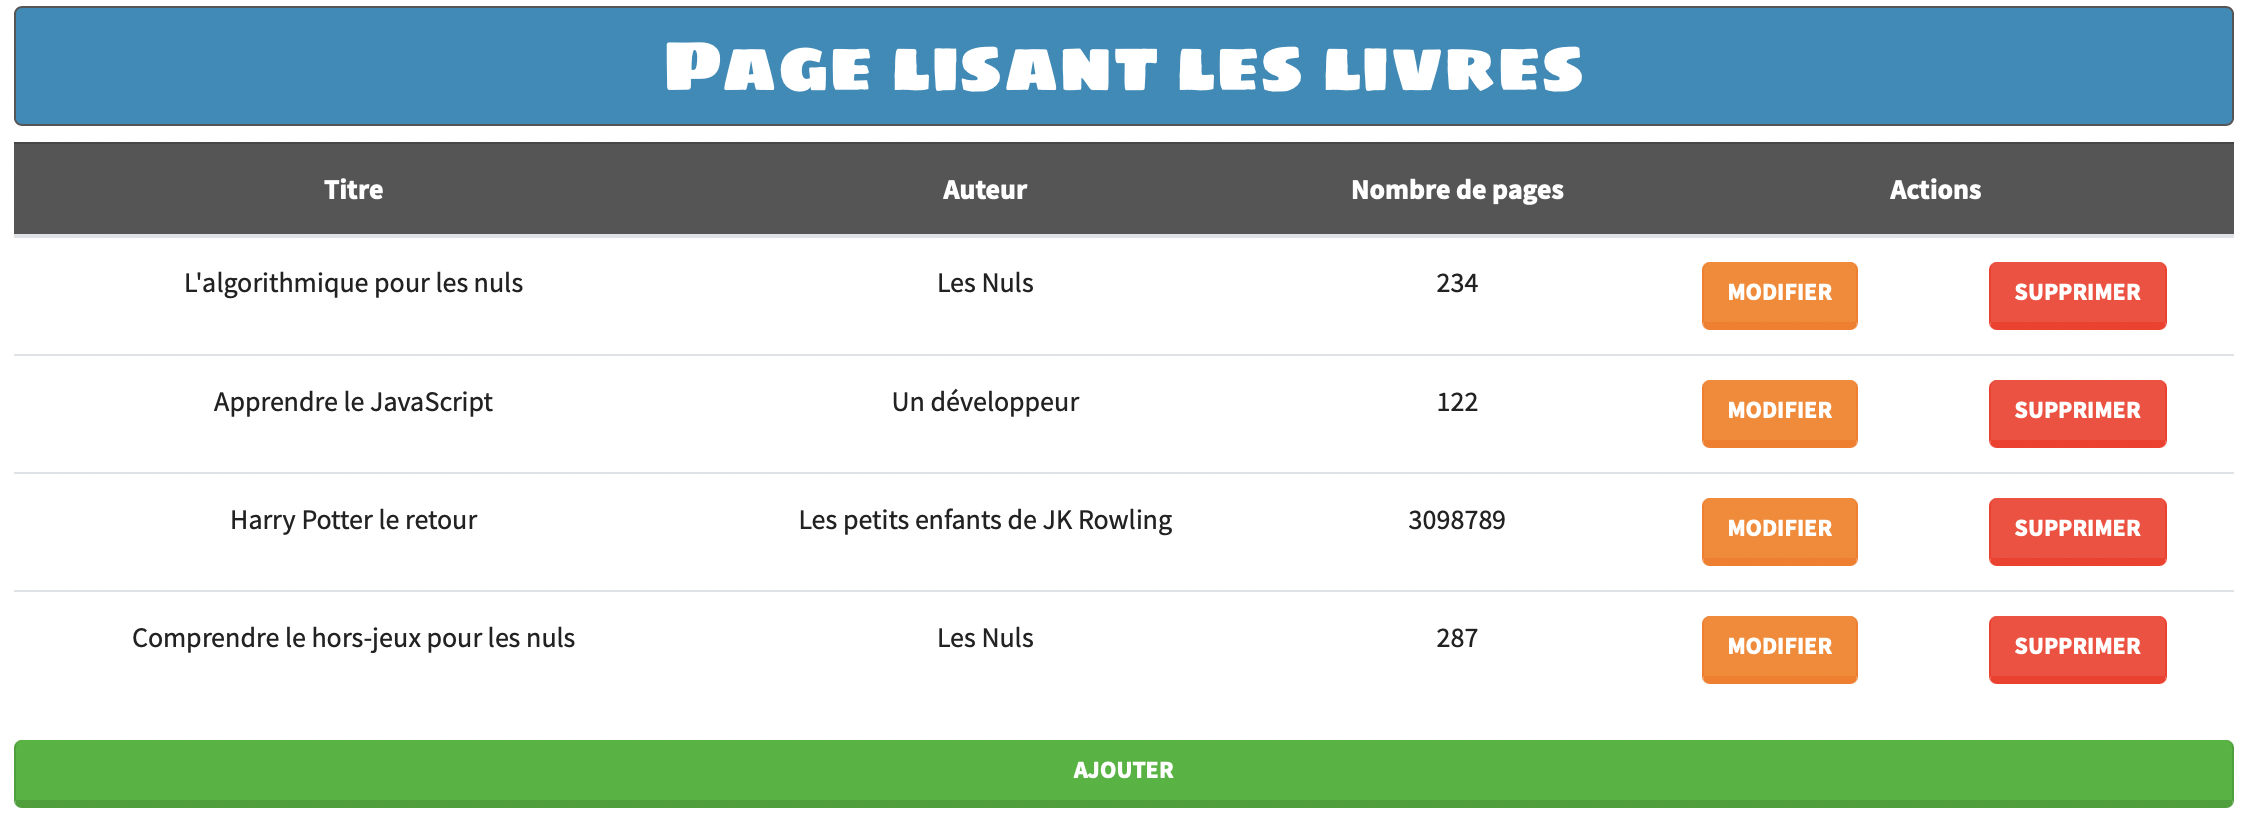 Page lisant les livres
Titre Auteur Nombre de pages Actions
L'algorithmique pour les nuls Les Nuls 234 MODIFIER SUPPRIMER
Apprendre le JavaScript Un développeur 122 MODIFIER SUPPRIMER
Harry Potter le retour Les petits enfants de JK Rowling 3098789 MODIFIER SUPPRIMER
Comprendre le hors-jeux pour les nuls Les Nuls 287 MODIFIER SUPPRIMER
AJOUTER